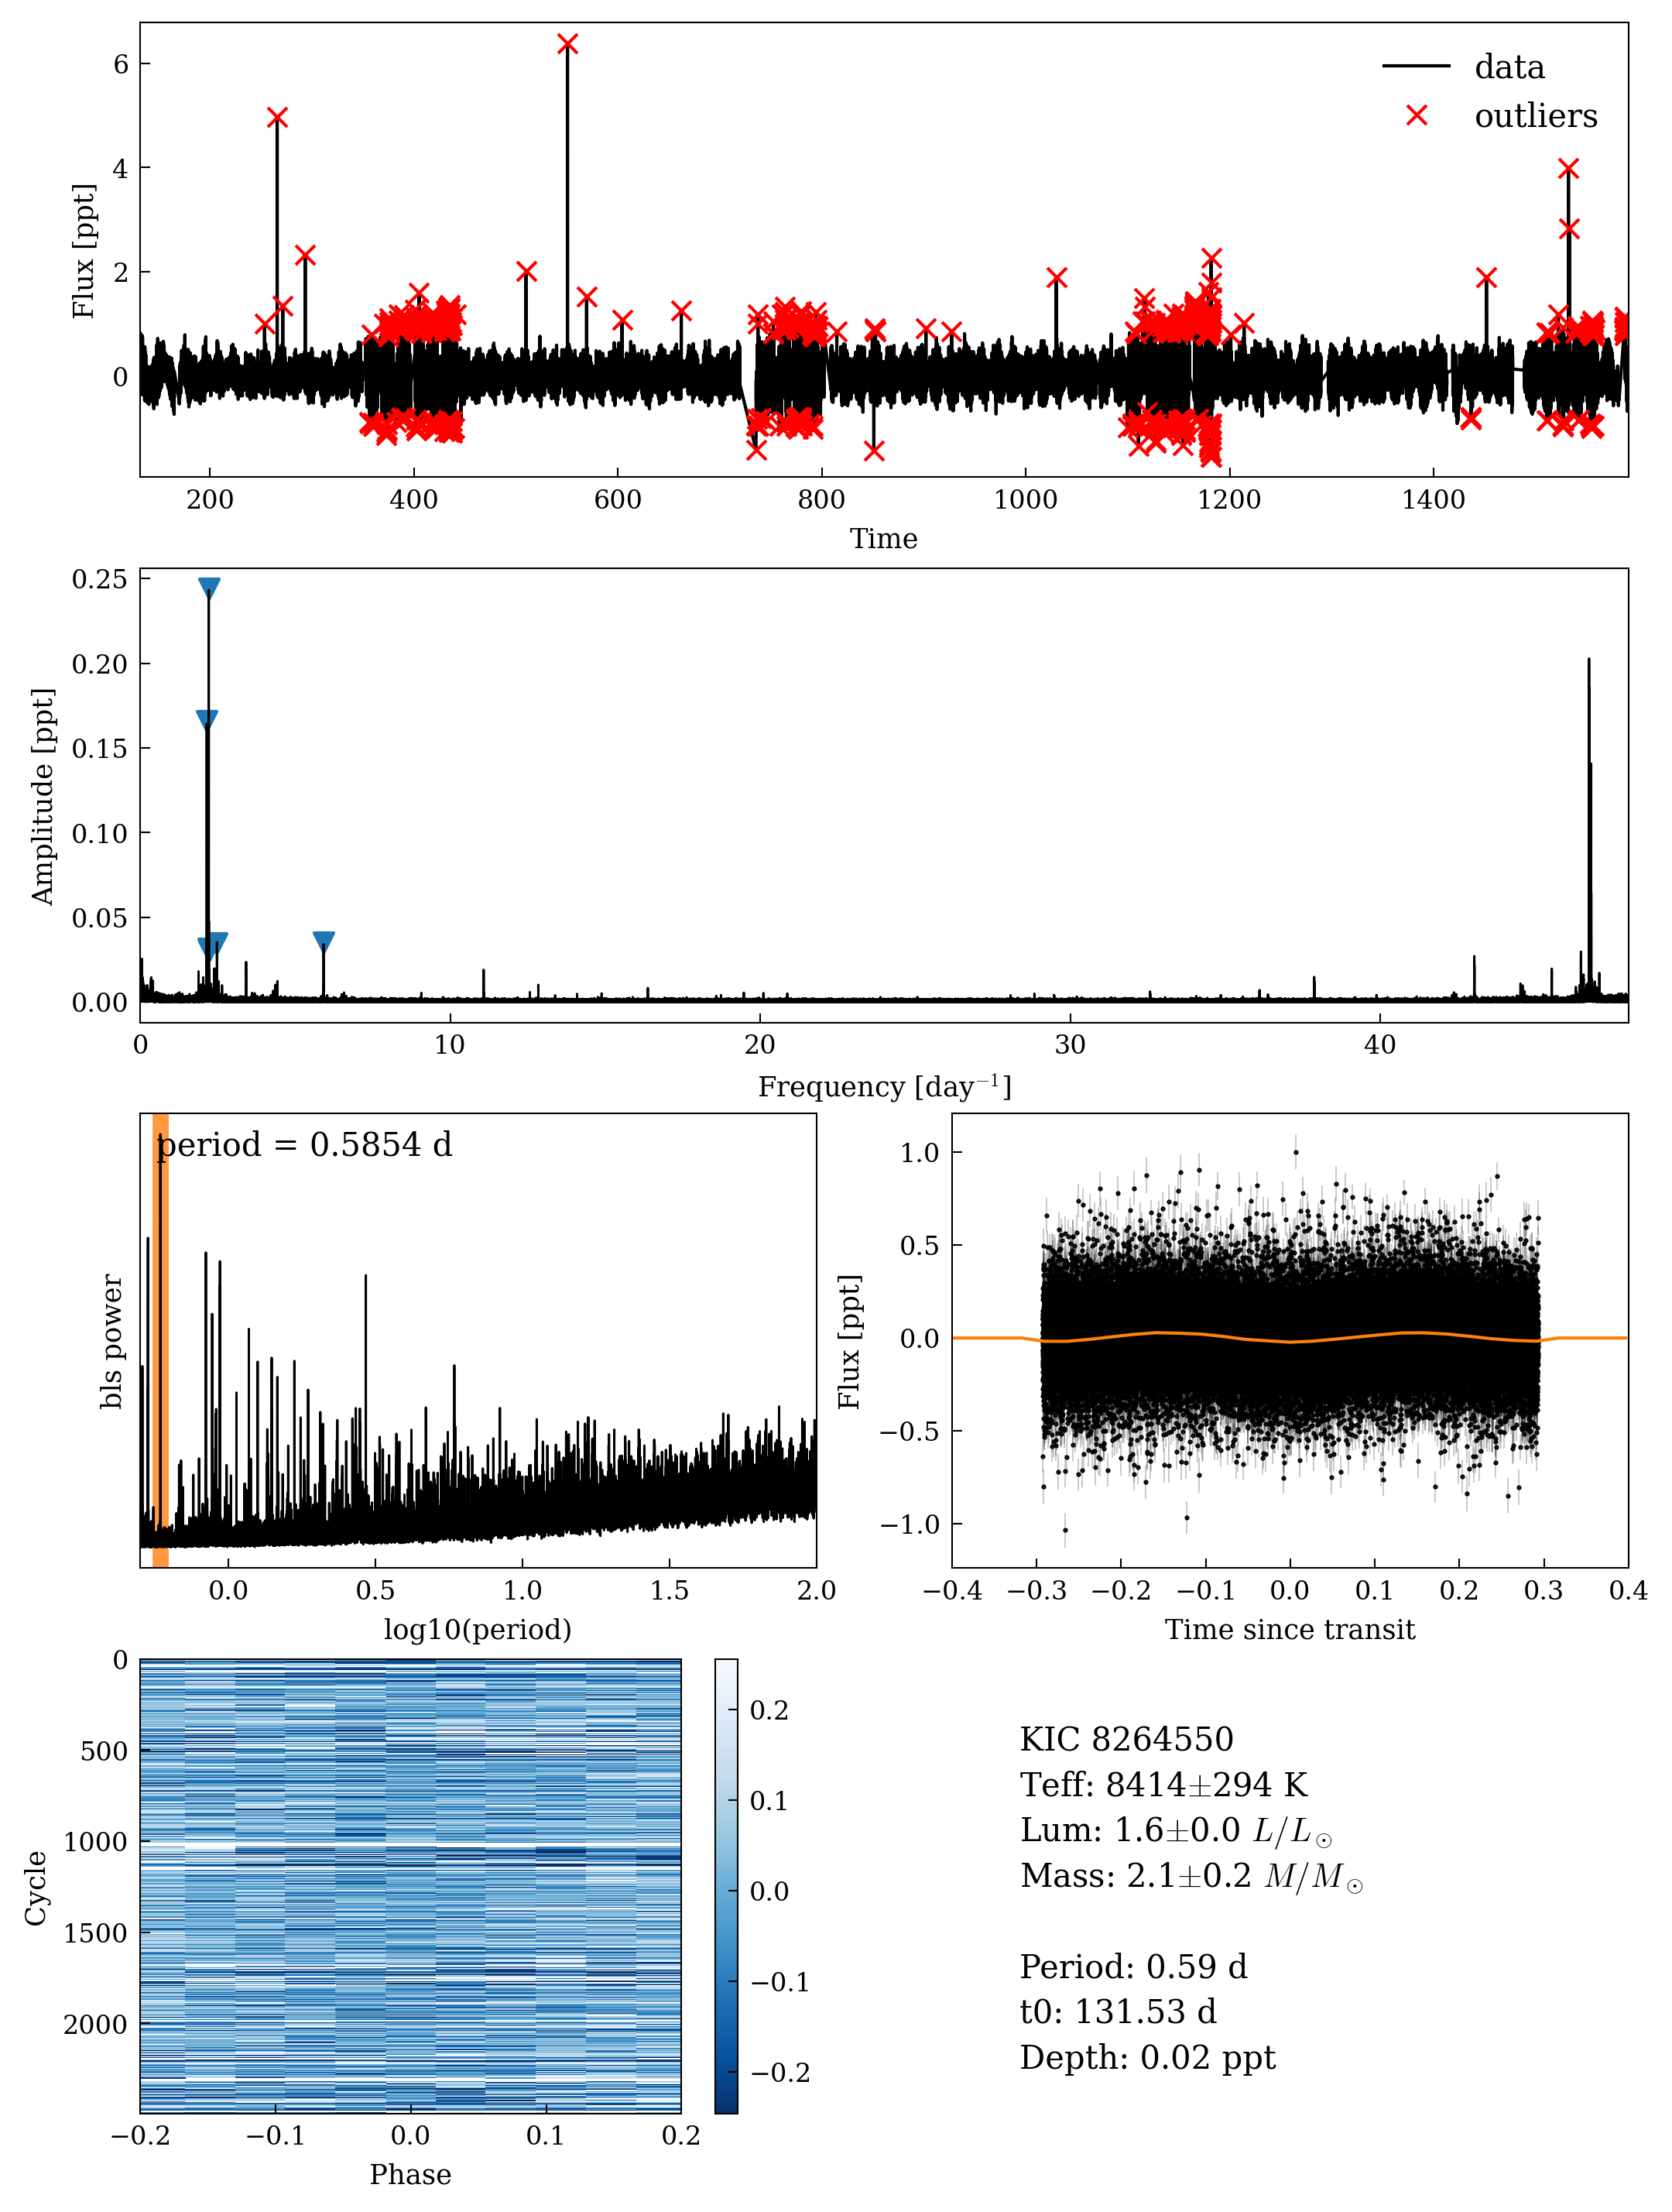 6
4
2
0
Flux [ppt]
data
outliers
200 400 600 800 1000 1200 1400
Time
0.25
0.20
0.15
0.10
0.05
0.00
Amplitude [ppt]
0 10 20 30 40
Frequency [day⁻¹]
period = 0.5854 d
bls power
0.0 0.5 1.0 1.5 2.0
log10(period)
1.0
0.5
0.0
−0.5
−1.0
Flux [ppt]
−0.4 −0.3 −0.2 −0.1 0.0 0.1 0.2 0.3 0.4
Time since transit
0
500
1000
1500
2000
Cycle
−0.2 −0.1 0.0 0.1 0.2
Phase
0.2
0.1
0.0
−0.1
−0.2
KIC 8264550
Teff: 8414±294 K
Lum: 1.6±0.0 L/L⊙
Mass: 2.1±0.2 M/M⊙
Period: 0.59 d
t0: 131.53 d
Depth: 0.02 ppt